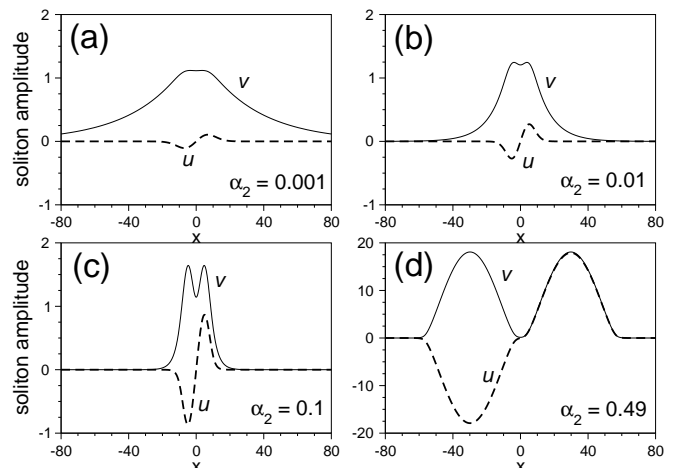 (a)
soliton amplitude
2
1
0
-1
v
u
α2 = 0.001
-80 -40 0 40 80
x
(b)
2
1
0
-1
v
u
α2 = 0.01
-80 -40 0 40 80
x
(c)
soliton amplitude
2
1
0
-1
v
u
α2 = 0.1
-80 -40 0 40 80
x
(d)
20
10
0
-10
-20
v
u
α2 = 0.49
-80 -40 0 40 80
x